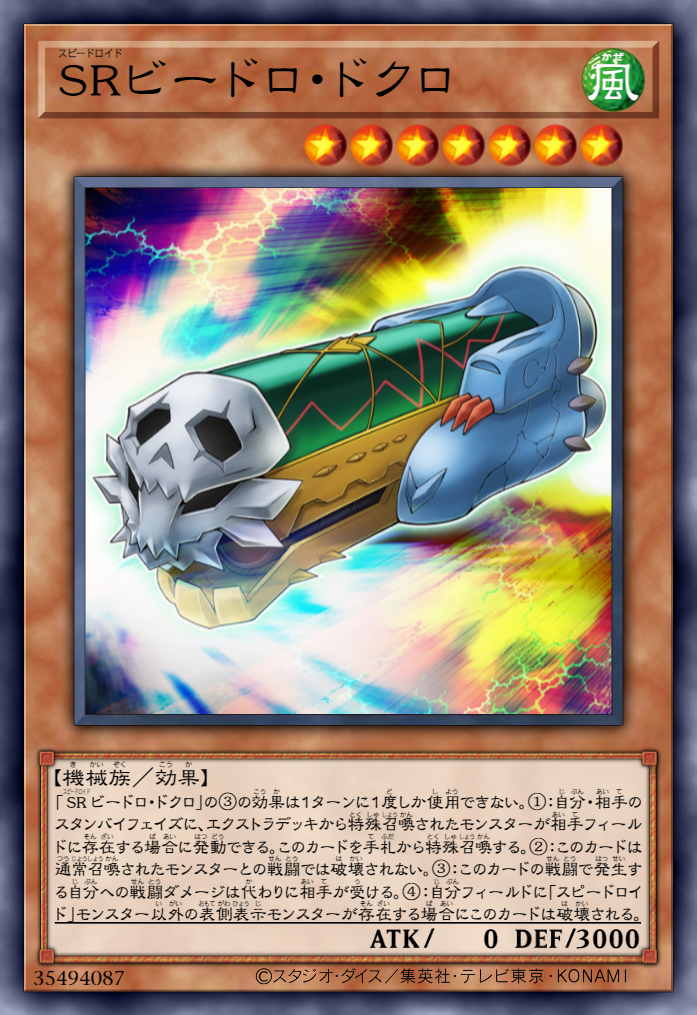 スピードロイド
SRビードロ・ドクロ
かぜ
風
【機械族／効果】
「SRビードロ・ドクロ」の③の効果は1ターンに1度しか使用できない。①：自分・相手の
スタンバイフェイズに、エクストラデッキから特殊召喚されたモンスターが相手フィール
ドに存在する場合に発動できる。このカードを手札から特殊召喚する。②：このカードは
通常召喚されたモンスターとの戦闘では破壊されない。③：このカードの戦闘で発生す
る自分への戦闘ダメージは代わりに相手が受ける。④：自分フィールドに「スピードロイ
ド」モンスター以外の表側表示モンスターが存在する場合にこのカードは破壊される。
ATK/ 0 DEF/3000
35494087 ©スタジオ・ダイス／集英社・テレビ東京・KONAMI